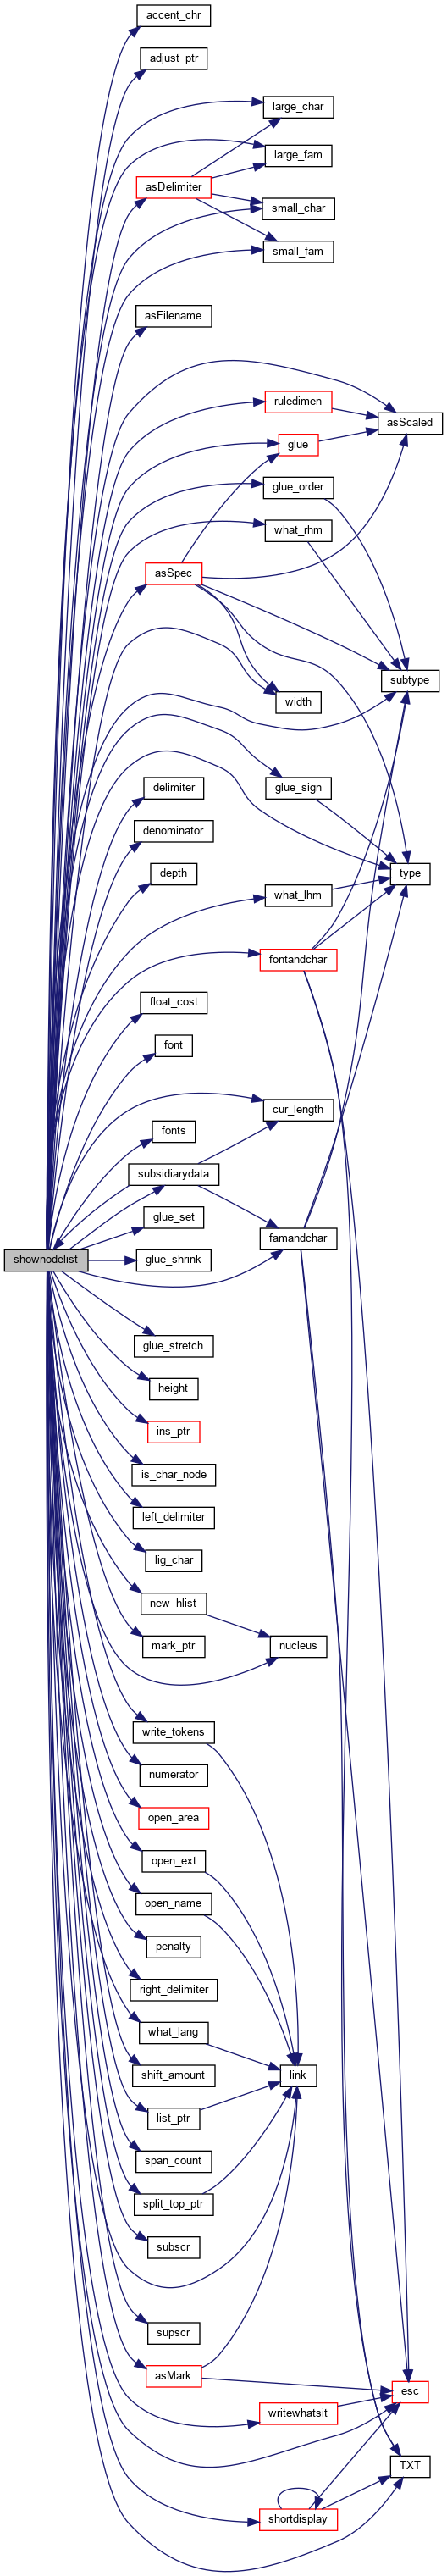 accent_chr
adjust_ptr
large_char
large_fam
asDelimiter
small_char
small_fam
asFilename
ruledimen
asScaled
glue
glue_order
what_rhm
asSpec
subtype
width
delimiter
glue_sign
denominator
depth
type
what_lhm
fontandchar
float_cost
font
cur_length
fonts
subsidiarydata
glue_set
famandchar
shownodelist
glue_shrink
glue_stretch
height
ins_ptr
is_char_node
left_delimiter
lig_char
new_hlist
mark_ptr
nucleus
write_tokens
numerator
open_area
open_ext
open_name
penalty
right_delimiter
what_lang
shift_amount
link
list_ptr
span_count
split_top_ptr
subscr
supscr
asMark
esc
writewhatsit
TXT
shortdisplay